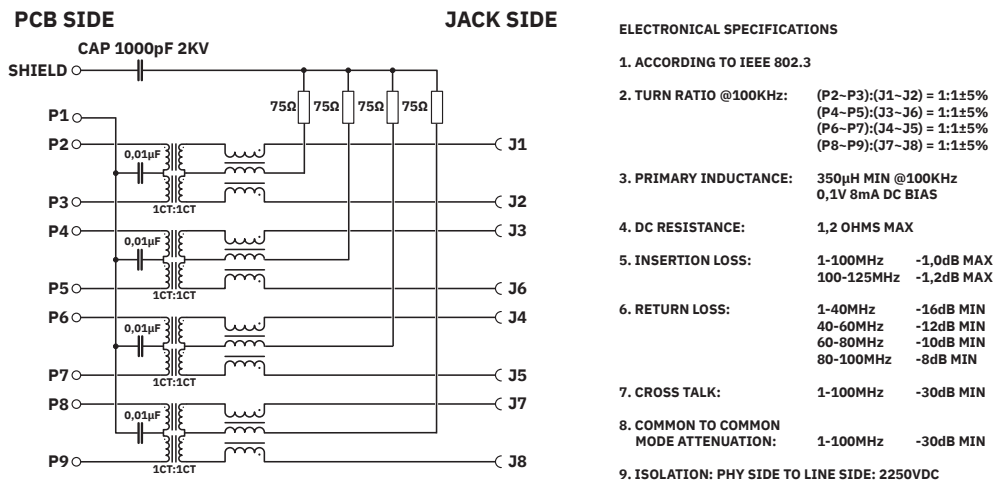 PCB SIDE
JACK SIDE
CAP 1000pF 2KV
SHIELD
75Ω 75Ω 75Ω 75Ω
P1
P2
J1
0,01µF
P3
J2
1CT:1CT
P4
J3
0,01µF
P5
J6
1CT:1CT
P6
J4
0,01µF
P7
J5
1CT:1CT
P8
J7
0,01µF
P9
J8
1CT:1CT
ELECTRONICAL SPECIFICATIONS
1. ACCORDING TO IEEE 802.3
2. TURN RATIO @100KHz: (P2~P3):(J1~J2) = 1:1±5%
(P4~P5):(J3~J6) = 1:1±5%
(P6~P7):(J4~J5) = 1:1±5%
(P8~P9):(J7~J8) = 1:1±5%
3. PRIMARY INDUCTANCE: 350µH MIN @100KHz
0,1V 8mA DC BIAS
4. DC RESISTANCE: 1,2 OHMS MAX
5. INSERTION LOSS: 1-100MHz -1,0dB MAX
100-125MHz -1,2dB MAX
6. RETURN LOSS: 1-40MHz -16dB MIN
40-60MHz -12dB MIN
60-80MHz -10dB MIN
80-100MHz -8dB MIN
7. CROSS TALK: 1-100MHz -30dB MIN
8. COMMON TO COMMON
MODE ATTENUATION: 1-100MHz -30dB MIN
9. ISOLATION: PHY SIDE TO LINE SIDE: 2250VDC